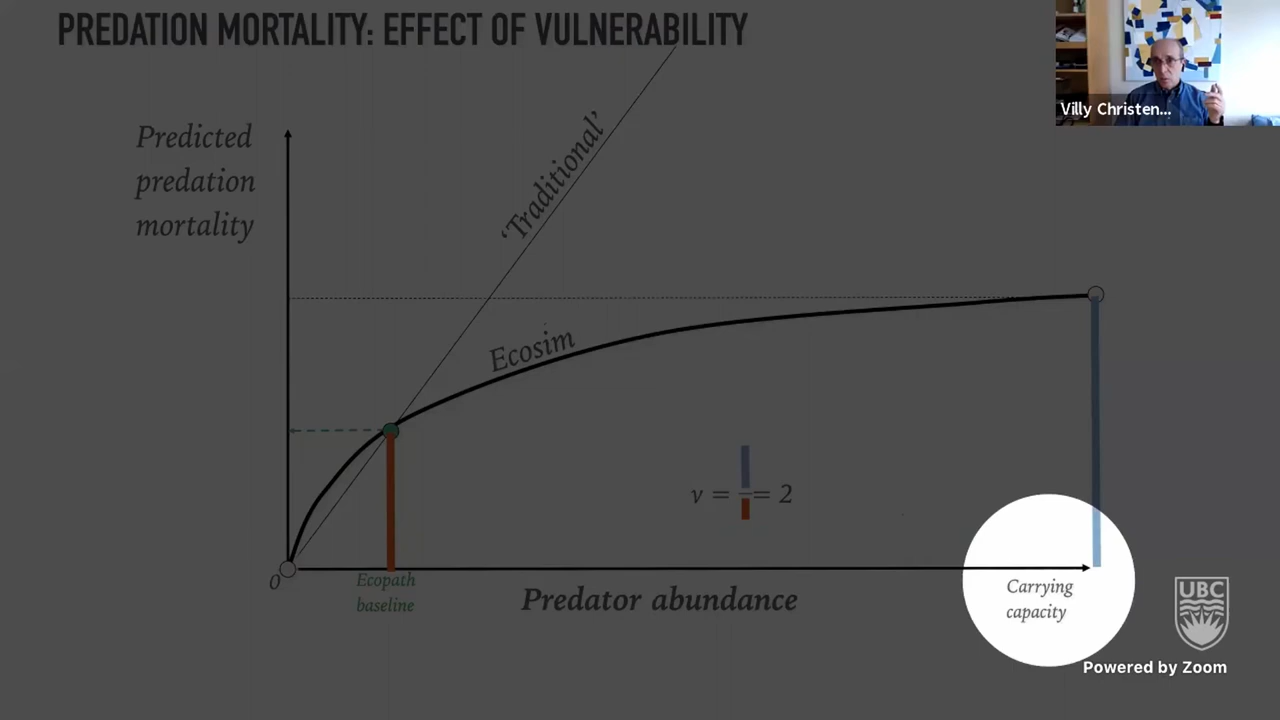 PREDATION MORTALITY: EFFECT OF VULNERABILITY
Villy Christen...
Predicted
predation
mortality
'Traditional'
Ecosim
v = = 2
0
Ecopath
baseline
Predator abundance
Carrying
capacity
UBC
Powered by Zoom